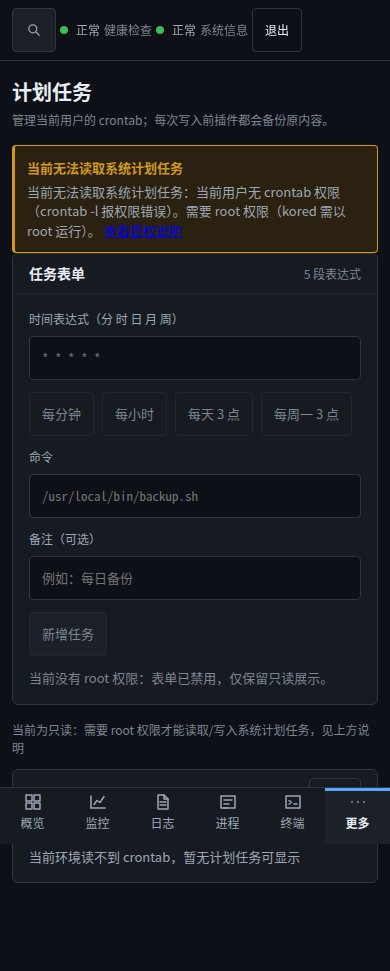 正常 健康检查 正常 系统信息 退出
计划任务
管理当前用户的 crontab；每次写入前插件都会备份原内容。
当前无法读取系统计划任务
当前无法读取系统计划任务：当前用户无 crontab 权限
（crontab -l 报权限错误）。需要 root 权限（kored 需以
root 运行）。
任务表单 5 段表达式
时间表达式（分 时 日 月 周）
* * * * *
每分钟 每小时 每天 3 点 每周一 3 点
命令
/usr/local/bin/backup.sh
备注（可选）
例如：每日备份
新增任务
当前没有 root 权限：表单已禁用，仅保留只读展示。
当前为只读：需要 root 权限才能读取/写入系统计划任务，见上方说
明
概览 监控 日志 进程 终端 更多
当前环境读不到 crontab，暂无计划任务可显示